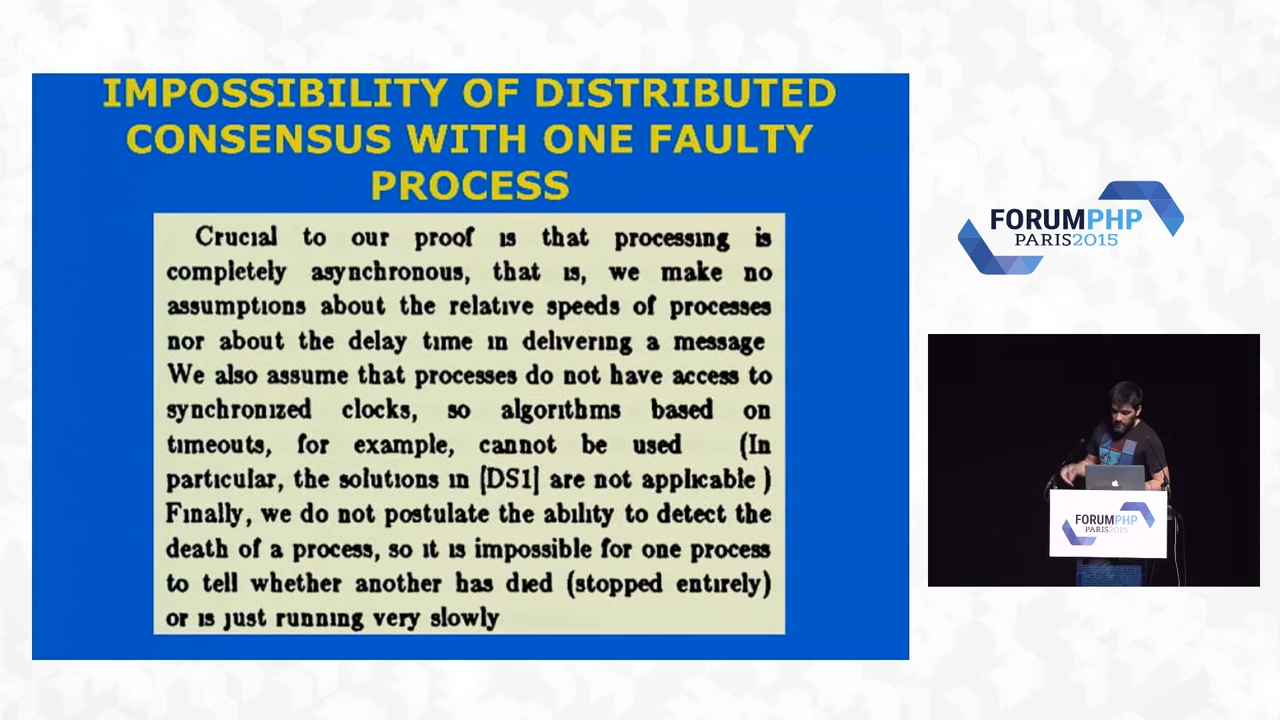 IMPOSSIBILITY OF DISTRIBUTED
CONSENSUS WITH ONE FAULTY
PROCESS
Crucial to our proof is that processing is
completely asynchronous, that is, we make no
assumptions about the relative speeds of processes
nor about the delay time in delivering a message
We also assume that processes do not have access to
synchronized clocks, so algorithms based on
timeouts, for example, cannot be used (In
particular, the solutions in [DS1] are not applicable )
Finally, we do not postulate the ability to detect the
death of a process, so it is impossible for one process
to tell whether another has died (stopped entirely)
or is just running very slowly
FORUMPHP
PARIS2015
FORUMPHP
PARIS2015